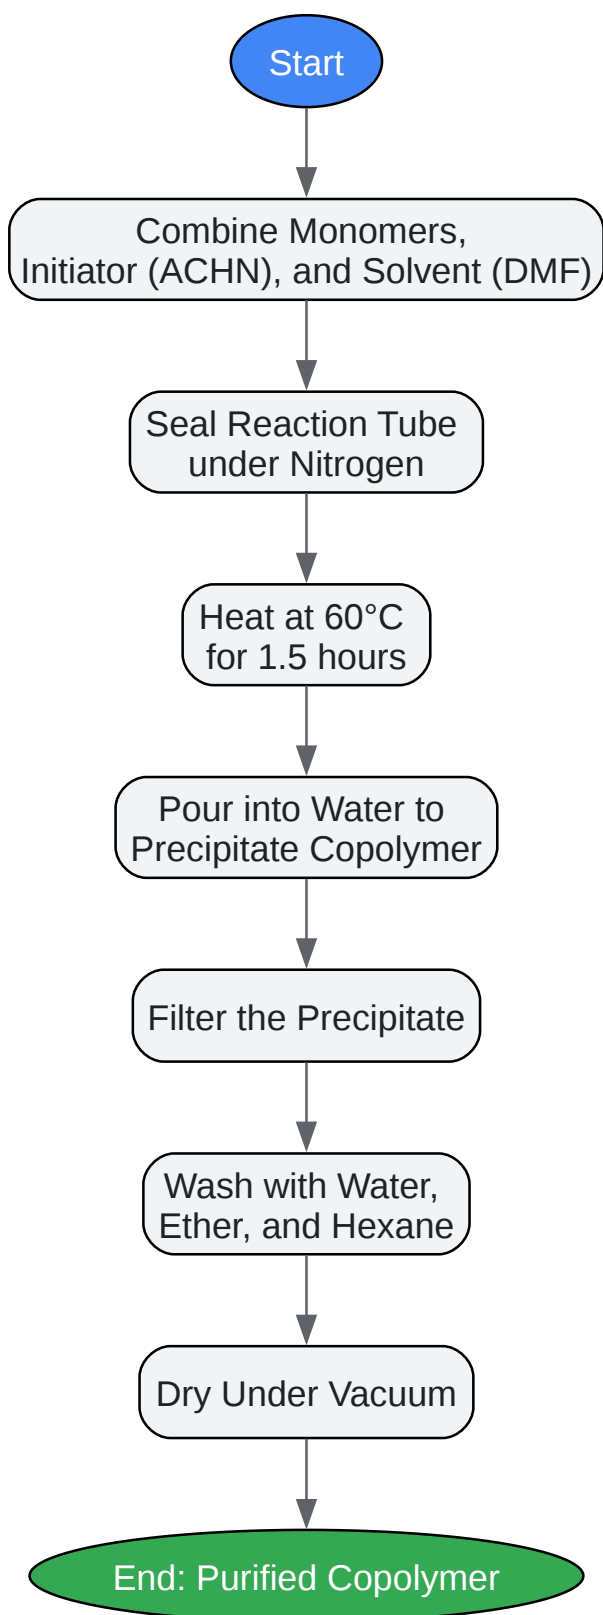 Start
Combine Monomers,
Initiator (ACHN), and Solvent (DMF)
Seal Reaction Tube
under Nitrogen
Heat at 60°C
for 1.5 hours
Pour into Water to
Precipitate Copolymer
Filter the Precipitate
Wash with Water,
Ether, and Hexane
Dry Under Vacuum
End: Purified Copolymer